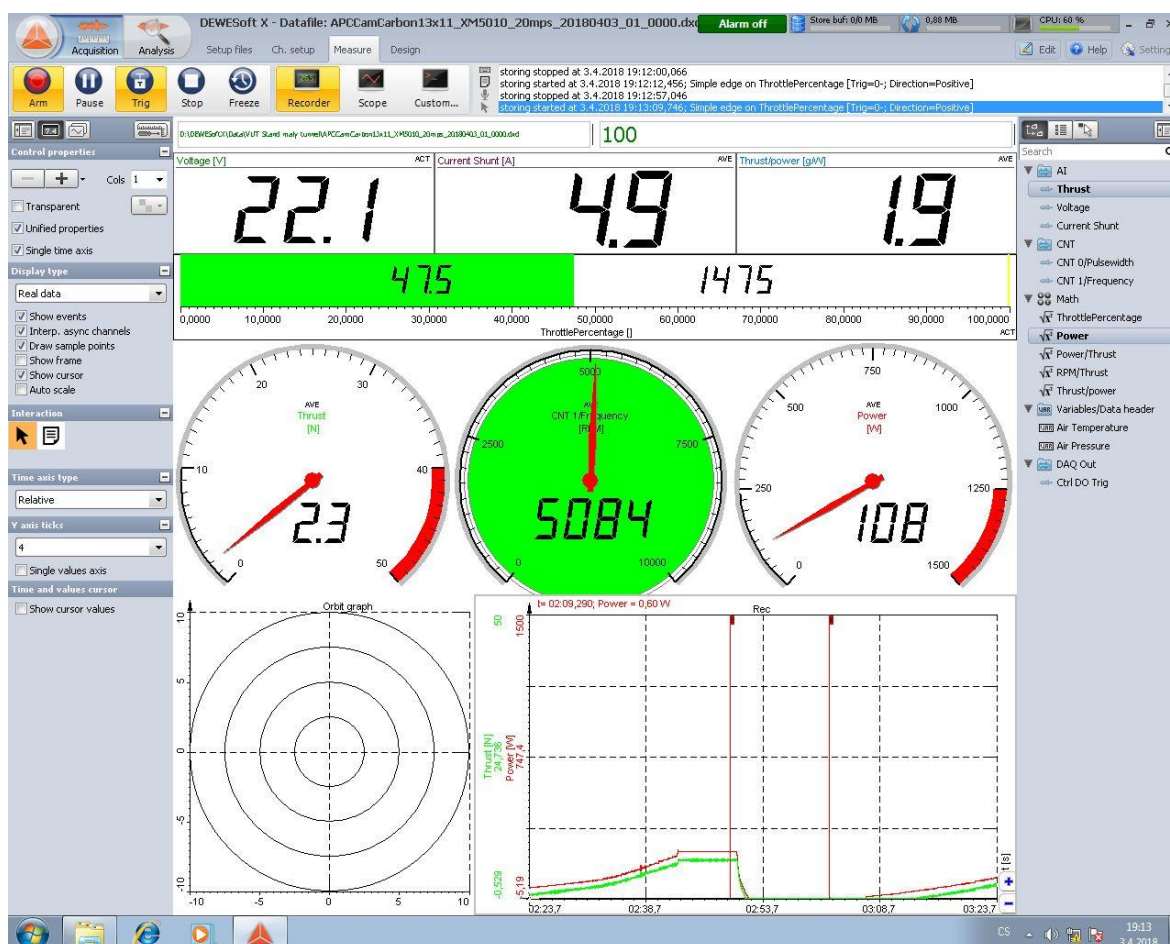 DEWESoft X - Datafile: APCCamCarbon13x11_XM5010_20mps_20180403_01_0000.dxd
Alarm off
Store buf: 0/0 MB
0,88 MB
CPU: 60 %
Acquisition
Analysis
Setup files
Ch. setup
Measure
Design
Edit
Help
Setting
Arm
Pause
Trig
Stop
Freeze
Recorder
Scope
Custom...
storing stopped at 3.4.2018 19:12:00,066
storing started at 3.4.2018 19:12:12,456; Simple edge on ThrottlePercentage [Trig=0-; Direction=Positive]
storing stopped at 3.4.2018 19:12:57,046
storing started at 3.4.2018 19:13:09,746; Simple edge on ThrottlePercentage [Trig=0-; Direction=Positive]
Control properties
Cols 1
Transparent
Unified properties
Single time axis
Display type
Real data
Show events
Interp. async channels
Draw sample points
Show frame
Show cursor
Auto scale
Interaction
Time axis type
Relative
Y axis ticks
4
Single values axis
Time and values cursor
Show cursor values
D:\DEWESoftX\Data\VUT Stand maly tunnel\APCCamCarbon13x11_XM5010_20mps_20180403_01_0000.dxd
100
Voltage [V] ACT
22.1
Current Shunt [A] AVE
4.9
Thrust/power [g/W] AVE
1.9
47.5
1475
0,0000 10,0000 20,0000 30,0000 40,0000 50,0000 60,0000 70,0000 80,0000 90,0000 100,0000
ThrottlePercentage [] ACT
0 10 20 30 40 50
AVE
Thrust
[N]
2.3
0 2500 5000 7500 10000
AVE
CNT 1/Frequency
[RPM]
5084
0 250 500 750 1000 1250 1500
AVE
Power
[W]
108
Orbit graph
10
5
0
-5
-10
-10 -5 0 5 10
t= 02:09,290; Power = 0,60 W
Rec
50
1500
Thrust [N]
24,736
Power [W]
747,4
-0,529
-5,19
02:23,7 02:38,7 02:53,7 03:08,7 03:23,7
t [s]
Search
AI
Thrust
Voltage
Current Shunt
CNT
CNT 0/Pulsewidth
CNT 1/Frequency
Math
ThrottlePercentage
Power
Power/Thrust
RPM/Thrust
Thrust/power
Variables/Data header
Air Temperature
Air Pressure
DAQ Out
Ctrl DO Trig
CS
19:13
3.4.2018